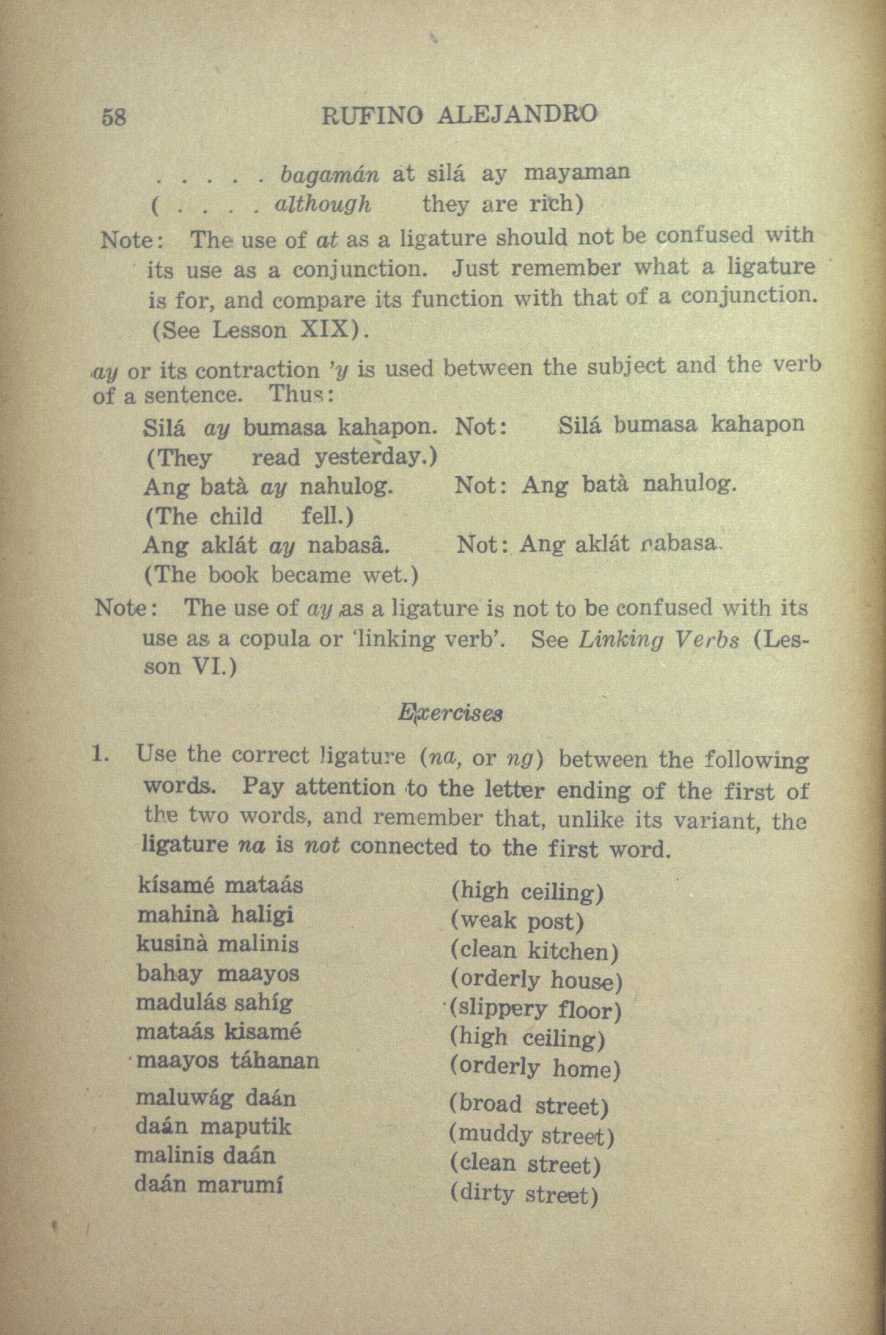 58 RUFINO ALEJANDRO
. . . . . bagamán at silá ay mayaman
( . . . . although they are rich)
Note: The use of at as a ligature should not be confused with
its use as a conjunction. Just remember what a ligature
is for, and compare its function with that of a conjunction.
(See Lesson XIX).
ay or its contraction 'y is used between the subject and the verb
of a sentence. Thus:
Silá ay bumasa kahapon. Not: Silá bumasa kahapon
(They read yesterday.)
Ang batà ay nahulog. Not: Ang batà nahulog.
(The child fell.)
Ang aklát ay nabasâ. Not: Ang aklát nabasa.
(The book became wet.)
Note: The use of ay as a ligature is not to be confused with its
use as a copula or 'linking verb'. See Linking Verbs (Les-
son VI.)
Exercises
1. Use the correct ligature (na, or ng) between the following
words. Pay attention to the letter ending of the first of
the two words, and remember that, unlike its variant, the
ligature na is not connected to the first word.
kísamé mataás (high ceiling)
mahinà haligi (weak post)
kusinà malinis (clean kitchen)
bahay maayos (orderly house)
madulás sahíg (slippery floor)
mataás kisamé (high ceiling)
maayos táhanan (orderly home)
maluwág daán (broad street)
daán maputik (muddy street)
malinis daán (clean street)
daán marumí (dirty street)